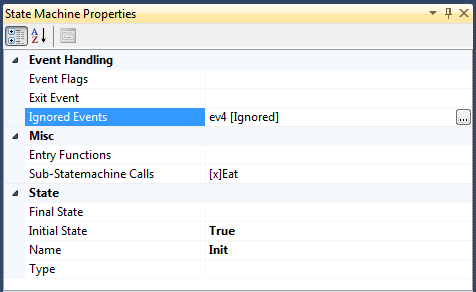 State Machine Properties
Event Handling
Event Flags
Exit Event
Ignored Events ev4 [Ignored] ...
Misc
Entry Functions
Sub-Statemachine Calls [x]Eat
State
Final State
Initial State True
Name Init
Type